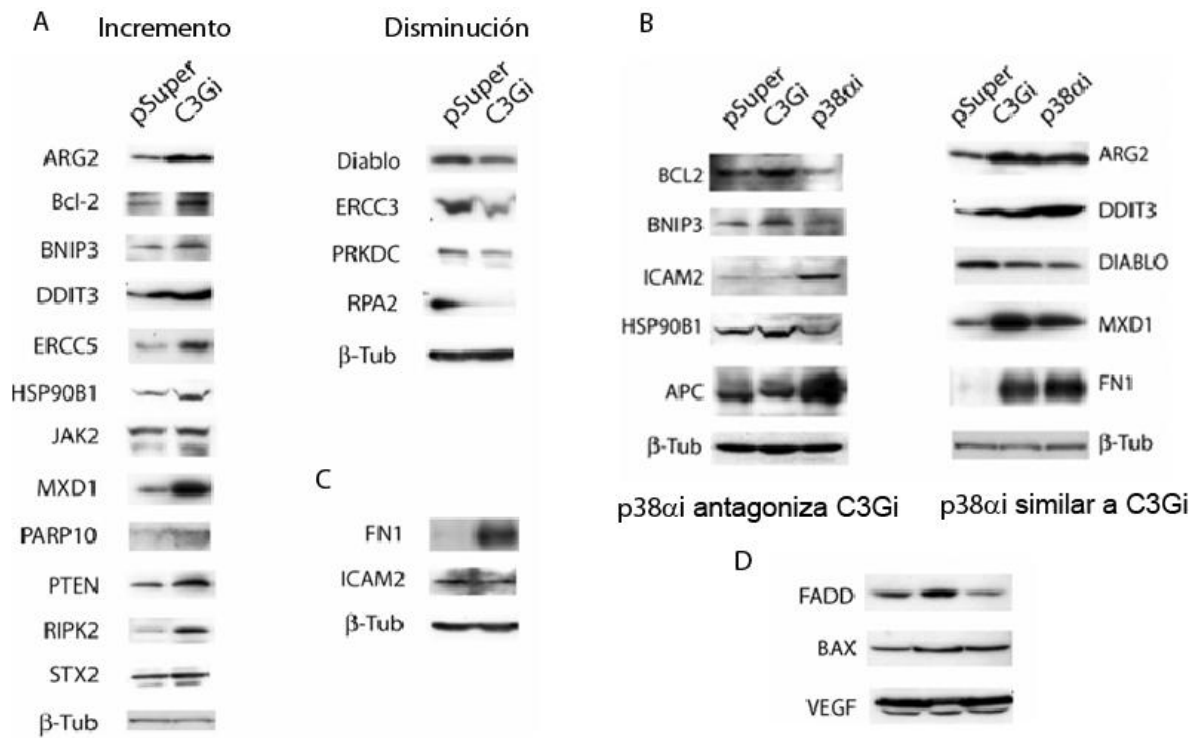 A
Incremento
Disminución
pSuper
C3Gi
ARG2
Bcl-2
BNIP3
DDIT3
ERCC5
HSP90B1
JAK2
MXD1
PARP10
PTEN
RIPK2
STX2
β-Tub
pSuper
C3Gi
Diablo
ERCC3
PRKDC
RPA2
β-Tub
C
FN1
ICAM2
β-Tub
B
pSuper
C3Gi
p38αi
BCL2
BNIP3
ICAM2
HSP90B1
APC
β-Tub
p38αi antagoniza C3Gi
pSuper
C3Gi
p38αi
ARG2
DDIT3
DIABLO
MXD1
FN1
β-Tub
p38αi similar a C3Gi
D
FADD
BAX
VEGF